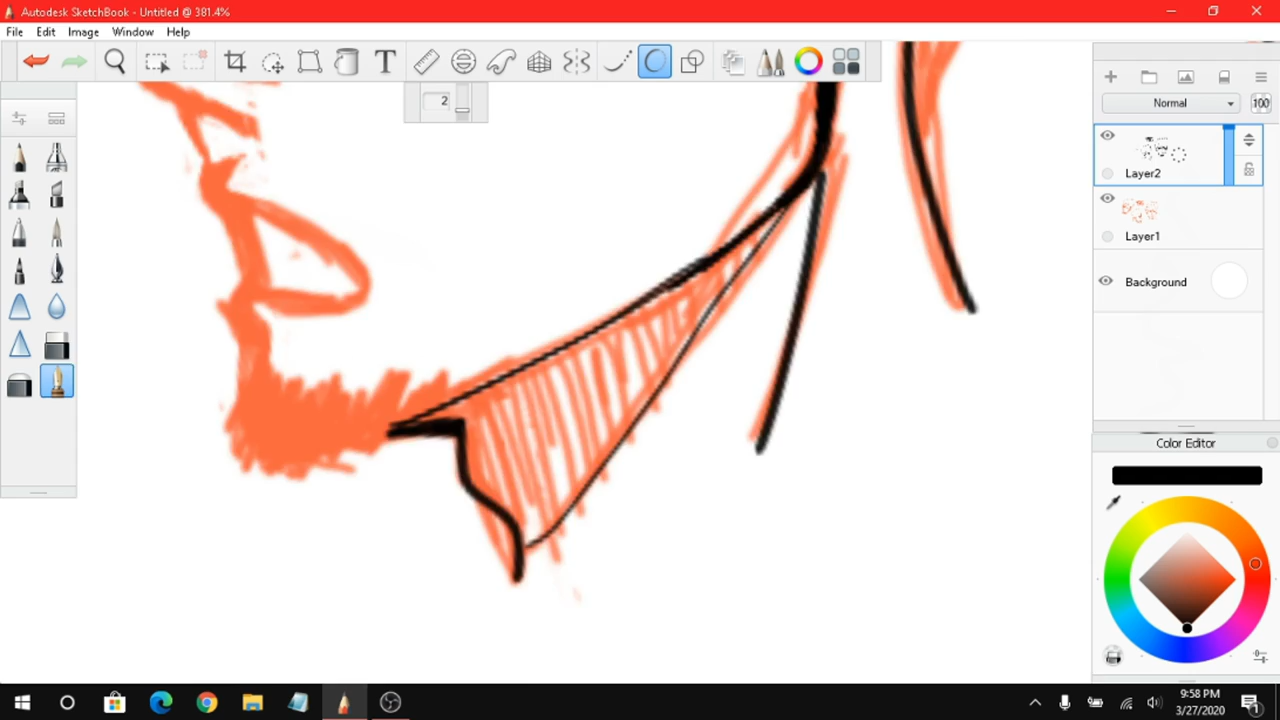 Autodesk SketchBook - Untitled @ 381.4%
File Edit Image Window Help
T
2
Normal 100
Layer2
Layer1
Background
Color Editor
9:58 PM
3/27/2020
1